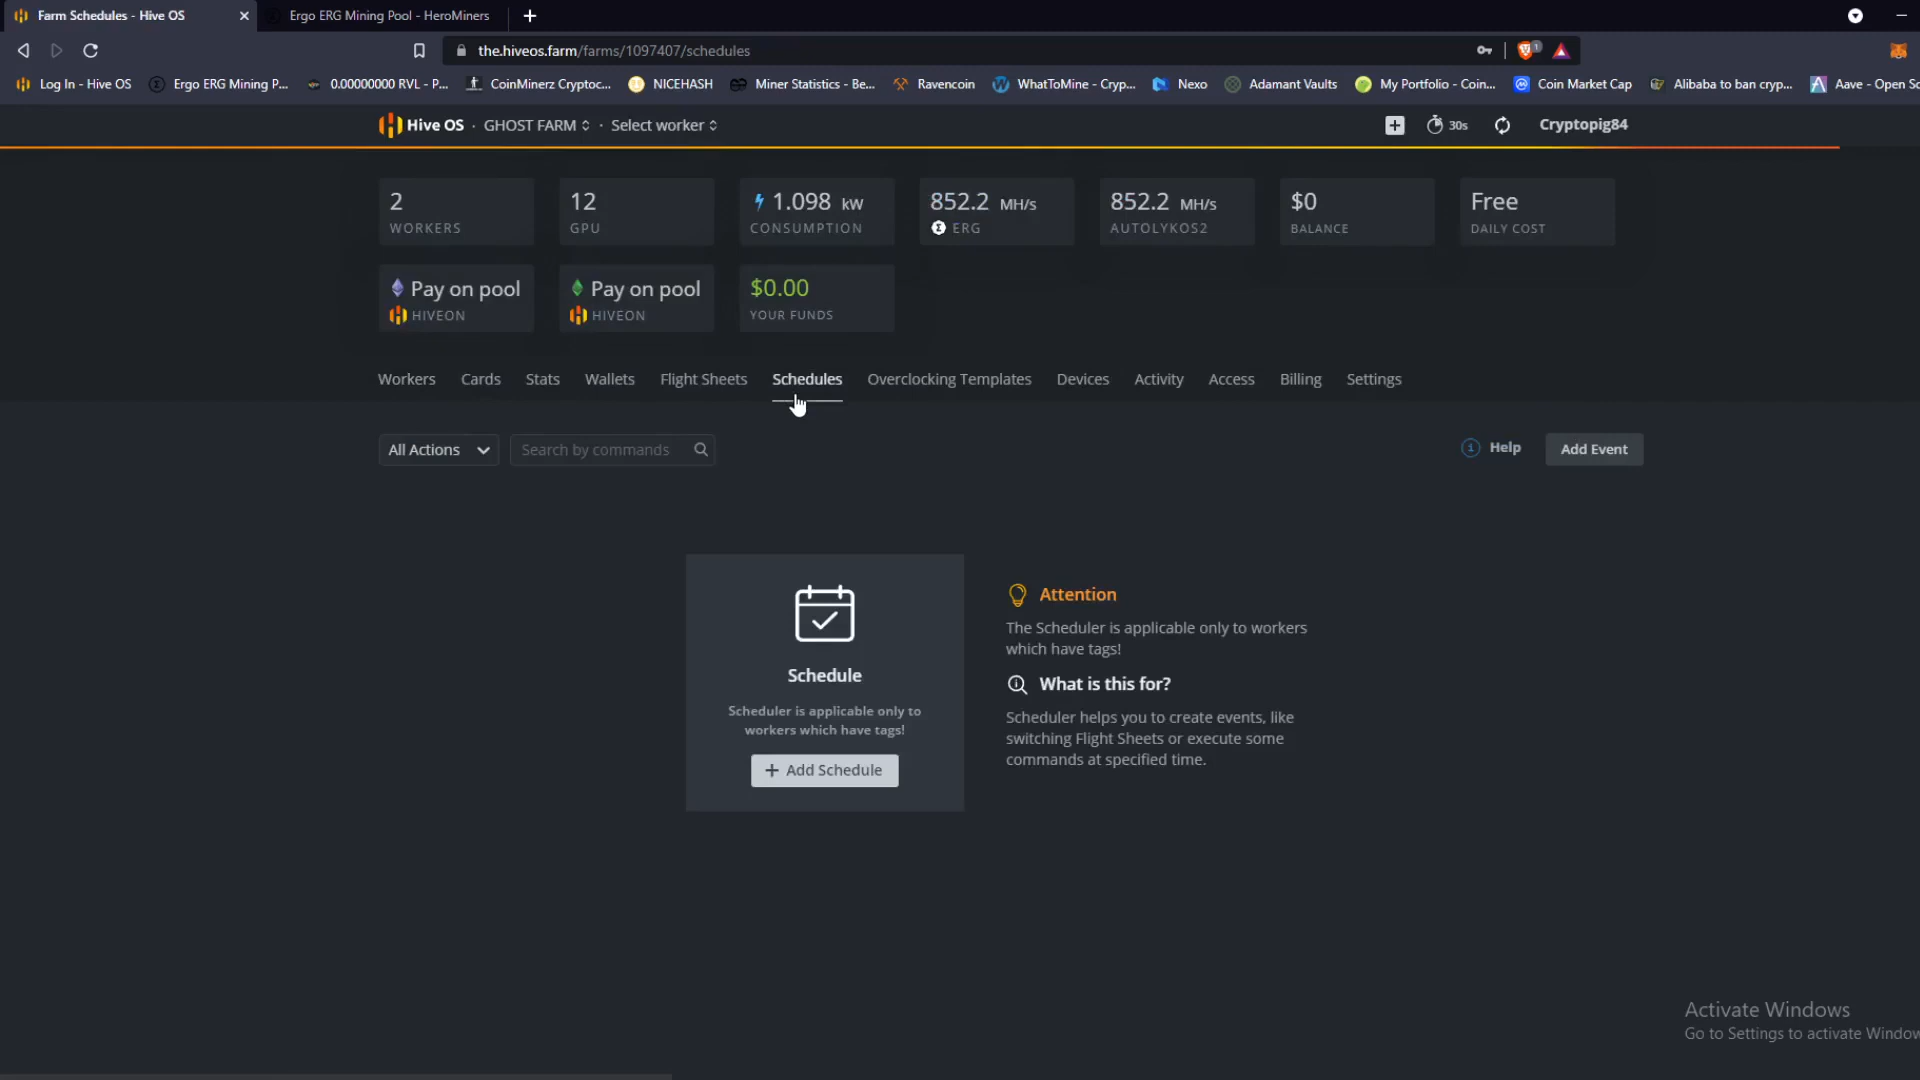 Farm Schedules - Hive OS
Ergo ERG Mining Pool - HeroMiners
the.hiveos.farm/farms/1097407/schedules
1
Log In - Hive OS
Ergo ERG Mining P...
0.00000000 RVL - P...
CoinMinerz Cryptoc...
NICEHASH
Miner Statistics - Be...
Ravencoin
WhatToMine - Cryp...
Nexo
Adamant Vaults
My Portfolio - Coin...
Coin Market Cap
Alibaba to ban cryp...
Aave - Open So
Hive OS · GHOST FARM · Select worker
30s
Cryptopig84
2
WORKERS
12
GPU
1.098 kW
CONSUMPTION
852.2 MH/s
ERG
852.2 MH/s
AUTOLYKOS2
$0
BALANCE
Free
DAILY COST
Pay on pool
HIVEON
Pay on pool
HIVEON
$0.00
YOUR FUNDS
Workers
Cards
Stats
Wallets
Flight Sheets
Schedules
Overclocking Templates
Devices
Activity
Access
Billing
Settings
All Actions
Search by commands
Help
Add Event
Schedule
Scheduler is applicable only to
workers which have tags!
+ Add Schedule
Attention
The Scheduler is applicable only to workers
which have tags!
What is this for?
Scheduler helps you to create events, like
switching Flight Sheets or execute some
commands at specified time.
Activate Windows
Go to Settings to activate Window